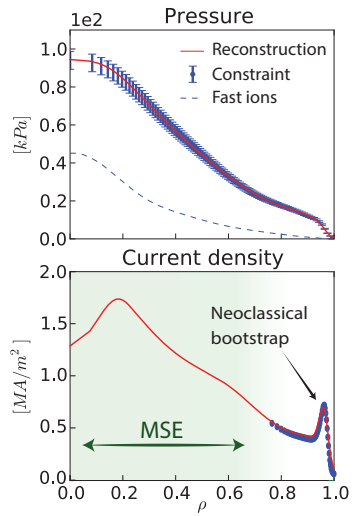 Pressure
1e2
1.0
0.8
0.6
0.4
0.2
0.0
[kPa]
Reconstruction
Constraint
Fast ions
Current density
2.0
1.5
1.0
0.5
0.0
[MA/m²]
Neoclassical
bootstrap
MSE
0.0 0.2 0.4 0.6 0.8 1.0
ρ